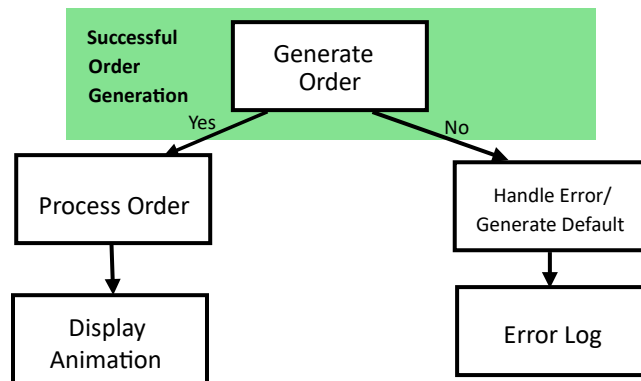 Successful
Order
Generation
Generate
Order
Yes
No
Process Order
Handle Error/
Generate Default
Display
Animation
Error Log